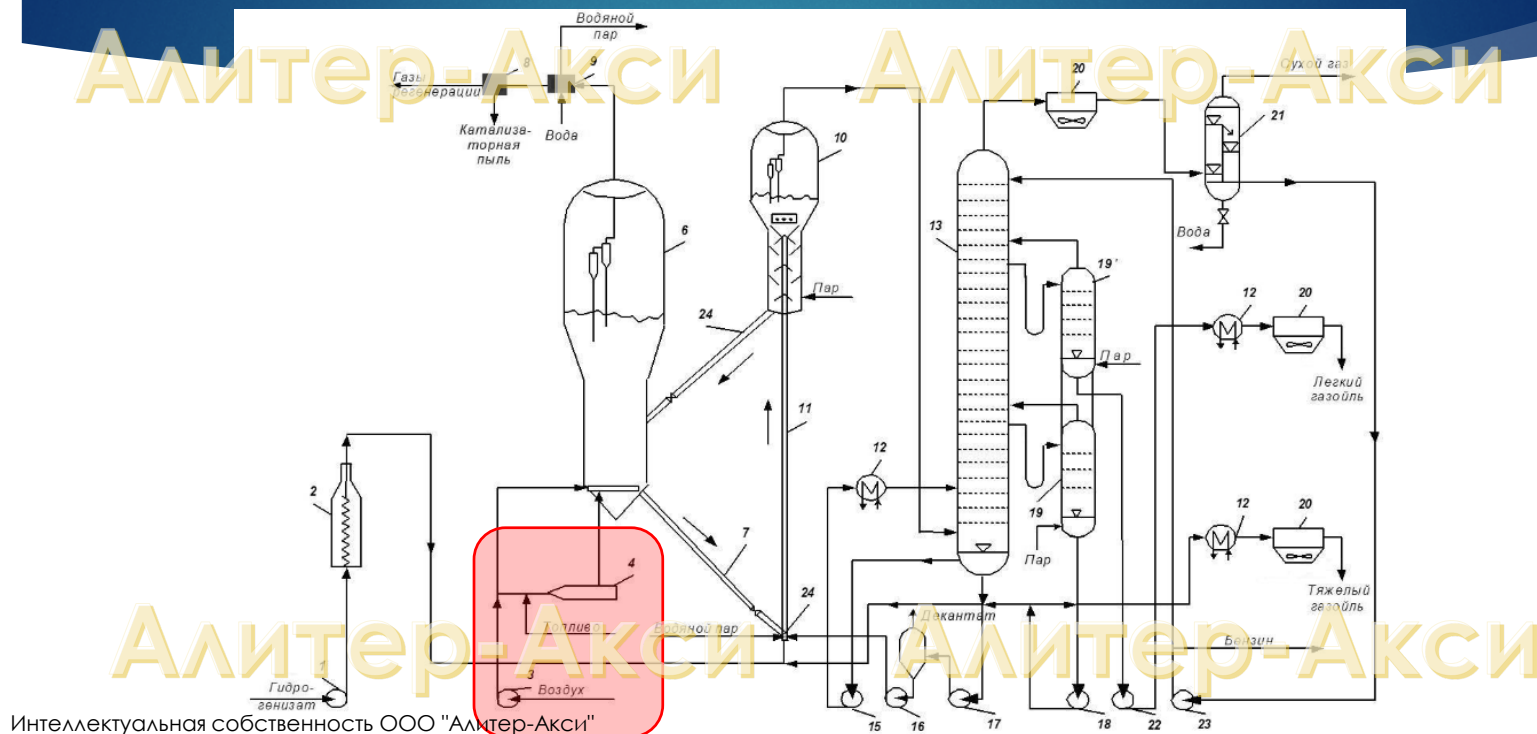 Водяной
пар
Алитер-Акси
Алитер-Акси
8
9
Газы
регенерации
Катализа-
торная
пыль
Вода
20
Сухой газ
21
10
6
13
Вода
19'
Пар
24
12
20
Пар
Легкий
газойль
11
12
2
19
12
20
7
4
Пар
24
Тяжелый
газойль
Топливо
Водяной пар
Декантат
Алитер-Акси
Алитер-Акси
Бензин
1
3
Гидро-
генизат
Воздух
15
16
17
18
22
23
Интеллектуальная собственность ООО "Алитер-Акси"